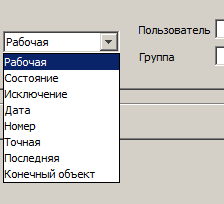 Пользователь
Рабочая
Группа
Рабочая
Состояние
Исключение
Дата
Номер
Точная
Последняя
Конечный объект